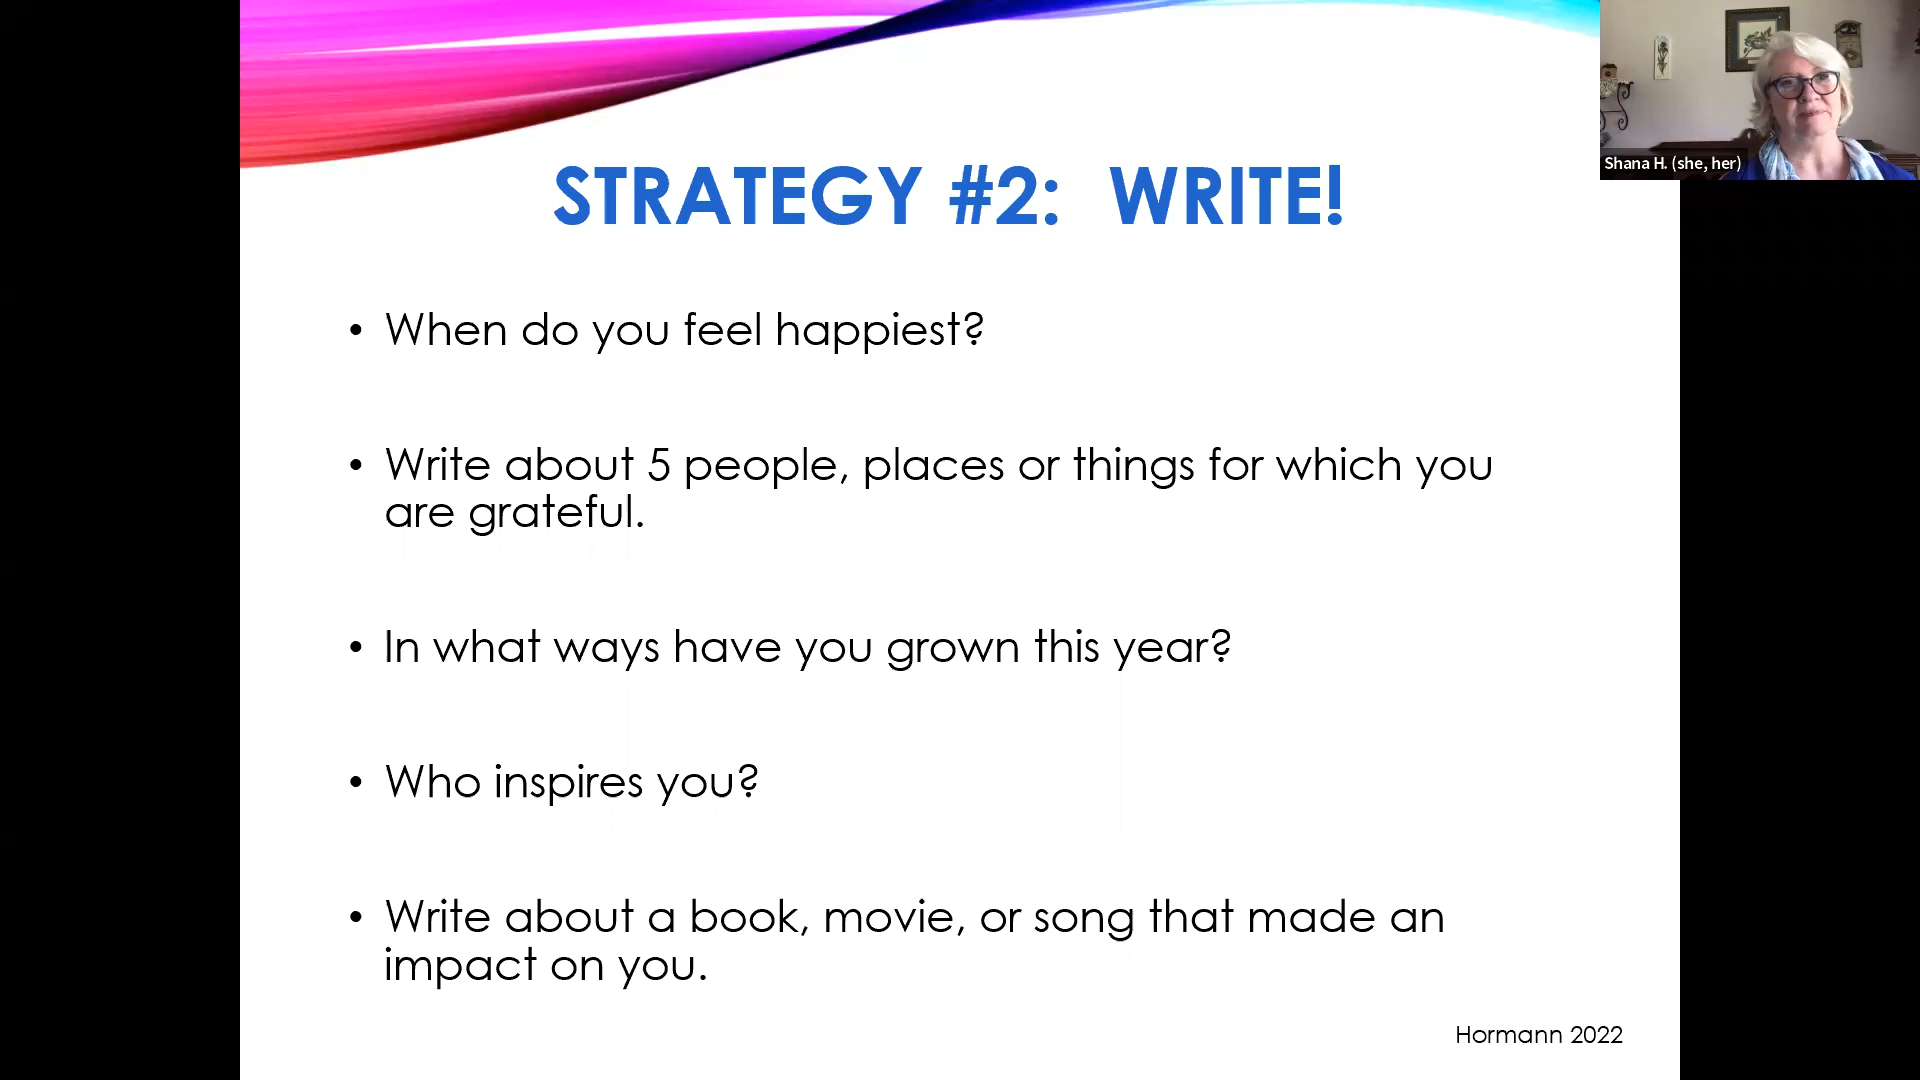 Shana H. (she, her)
STRATEGY #2: WRITE!
• When do you feel happiest?
• Write about 5 people, places or things for which you
are grateful.
• In what ways have you grown this year?
• Who inspires you?
• Write about a book, movie, or song that made an
impact on you.
Hormann 2022